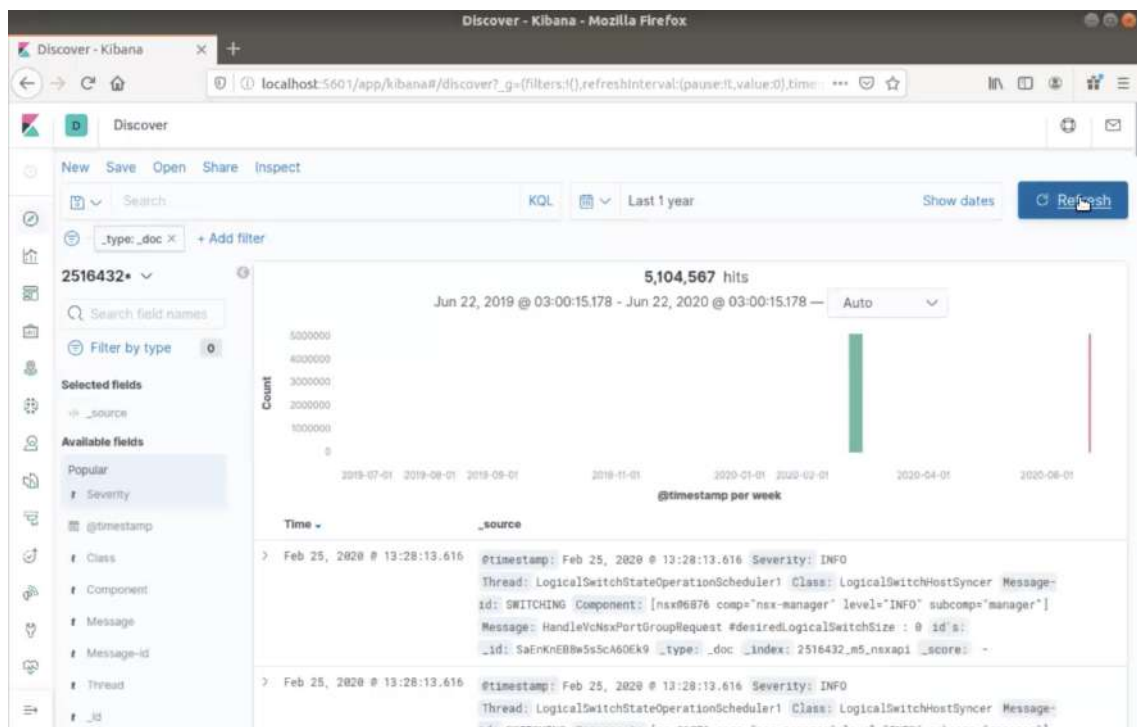 Discover - Kibana - Mozilla Firefox
Discover - Kibana
localhost:5601/app/kibana#/discover?_g=(filters:!(),refreshInterval:(pause:!t,value:0),time
D Discover
New Save Open Share Inspect
Search KQL Last 1 year Show dates Refresh
_type: _doc × + Add filter
2516432*
5,104,567 hits
Jun 22, 2019 @ 03:00:15.178 - Jun 22, 2020 @ 03:00:15.178 — Auto
Search field names
Filter by type 0
Selected fields
_source
Available fields
Popular
t Severity
@timestamp
t Class
t Component
t Message
t Message-id
t Thread
t _id
Count
5000000
4000000
3000000
2000000
1000000
0
2019-07-01 2019-08-01 2019-09-01 2019-11-01 2020-01-01 2020-02-01 2020-04-01 2020-06-01
@timestamp per week
Time _source
Feb 25, 2020 @ 13:28:13.616 @timestamp: Feb 25, 2020 @ 13:28:13.616 Severity: INFO
Thread: LogicalSwitchStateOperationScheduler1 Class: LogicalSwitchHostSyncer Message-
id: SWITCHING Component: [nsx@6876 comp="nsx-manager" level="INFO" subcomp="manager"]
Message: HandleVcNsxPortGroupRequest #desiredLogicalSwitchSize : 0 id's:
_id: SaEnKnEB8w5s5cA6OEk9 _type: _doc _index: 2516432_m5_nsxapi _score: -
Feb 25, 2020 @ 13:28:13.616 @timestamp: Feb 25, 2020 @ 13:28:13.616 Severity: INFO
Thread: LogicalSwitchStateOperationScheduler1 Class: LogicalSwitchHostSyncer Message-